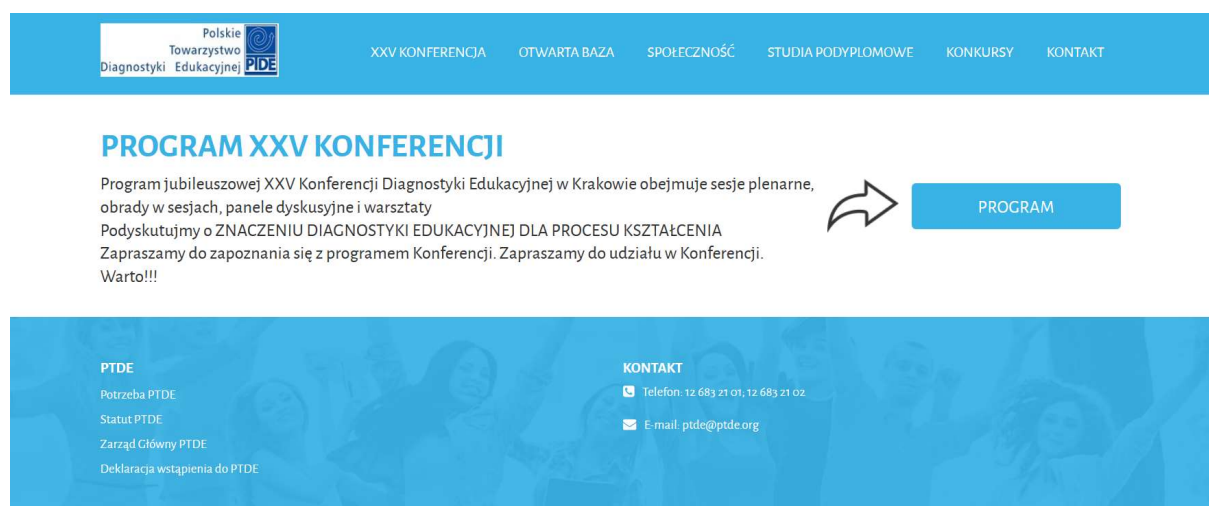 Polskie
Towarzystwo
Diagnostyki Edukacyjnej PTDE
XXV KONFERENCJA OTWARTA BAZA SPOŁECZNOŚĆ STUDIA PODYPLOMOWE KONKURSY KONTAKT
PROGRAM XXV KONFERENCJI
Program jubileuszowej XXV Konferencji Diagnostyki Edukacyjnej w Krakowie obejmuje sesje plenarne,
obrady w sesjach, panele dyskusyjne i warsztaty
Podyskutujmy o ZNACZENIU DIAGNOSTYKI EDUKACYJNEJ DLA PROCESU KSZTAŁCENIA
Zapraszamy do zapoznania się z programem Konferencji. Zapraszamy do udziału w Konferencji.
Warto!!!
PROGRAM
PTDE
Potrzeba PTDE
Statut PTDE
Zarząd Główny PTDE
Deklaracja wstąpienia do PTDE
KONTAKT
Telefon: 12 683 21 01; 12 683 21 02
E-mail: ptde@ptde.org